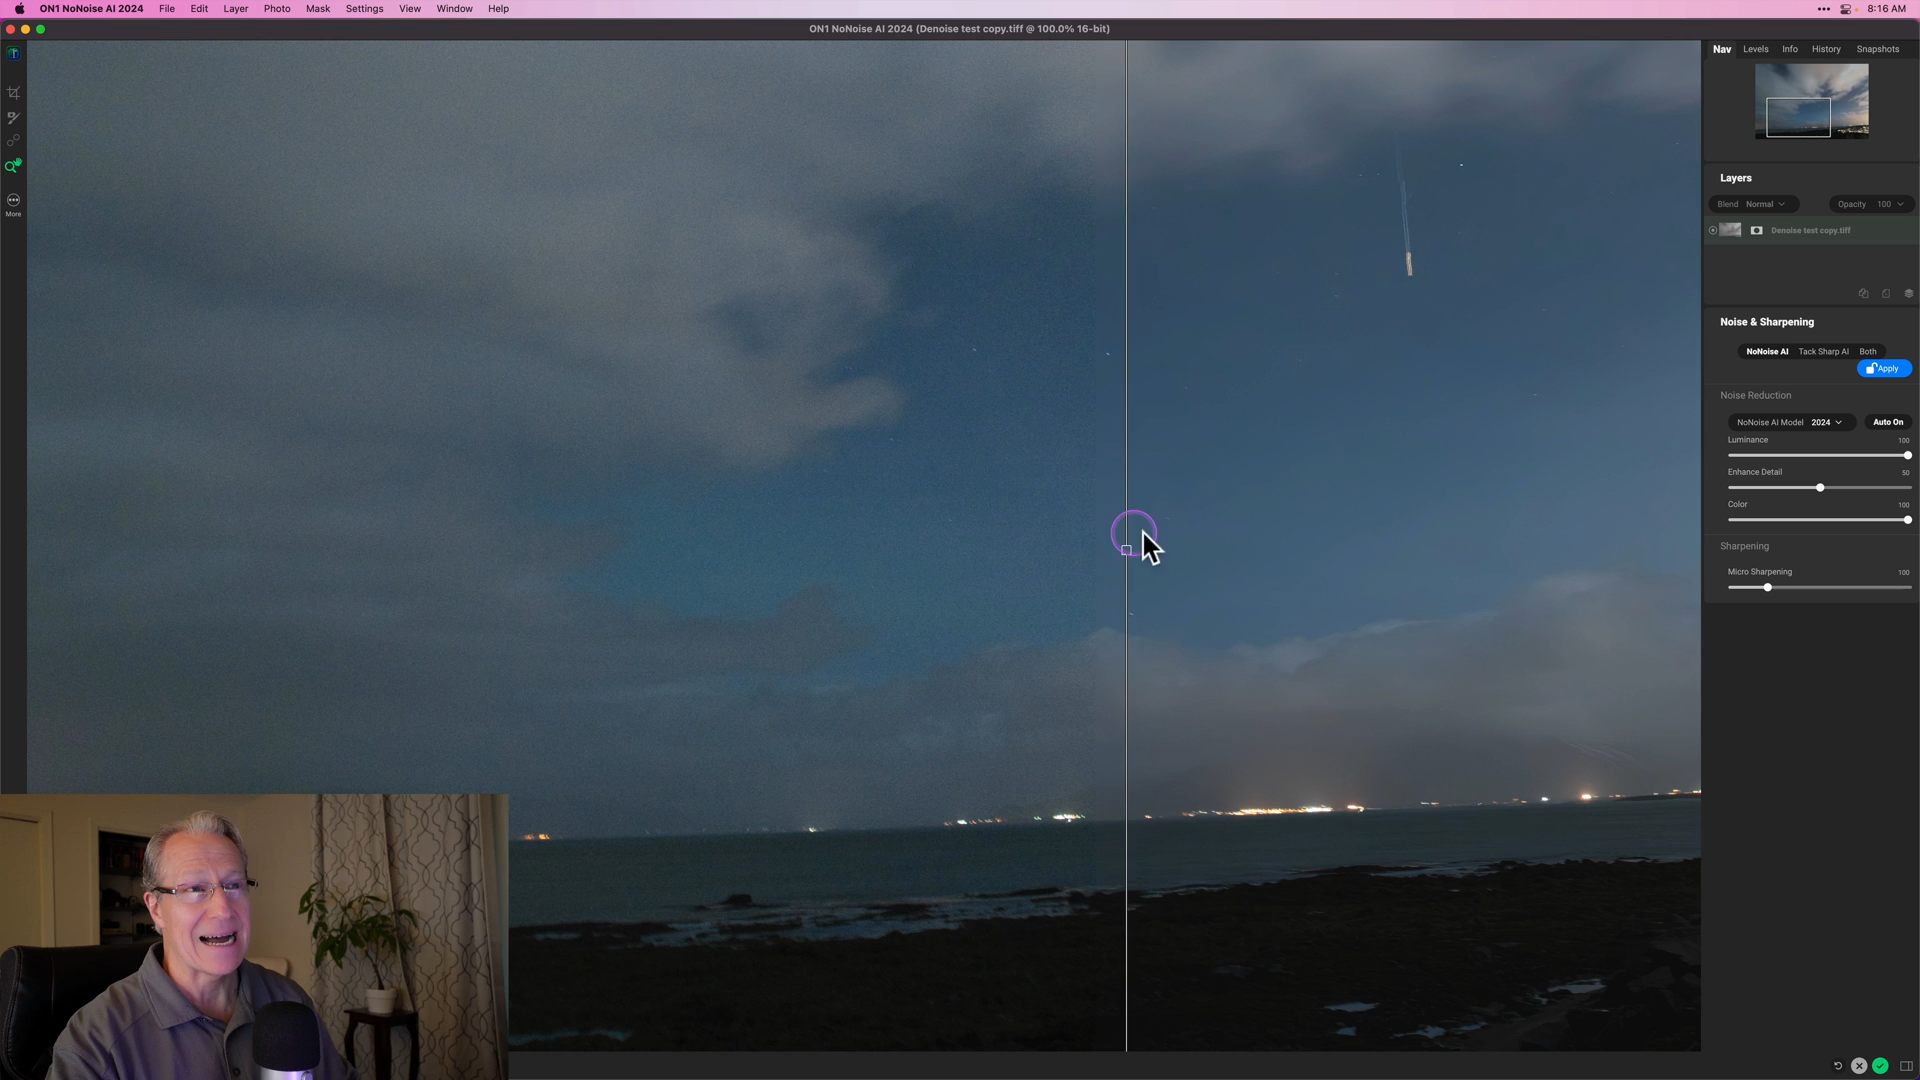 ON1 NoNoise AI 2024 File Edit Layer Photo Mask Settings View Window Help 8:16 AM
ON1 NoNoise AI 2024 (Denoise test copy.tiff @ 100.0% 16-bit)
Nav Levels Info History Snapshots
More
Layers
Blend Normal Opacity 100
Denoise test copy.tiff
Noise & Sharpening
NoNoise AI Tack Sharp AI Both
Apply
Noise Reduction
NoNoise AI Model 2024 Auto On
Luminance 100
Enhance Detail 50
Color 100
Sharpening
Micro Sharpening 100